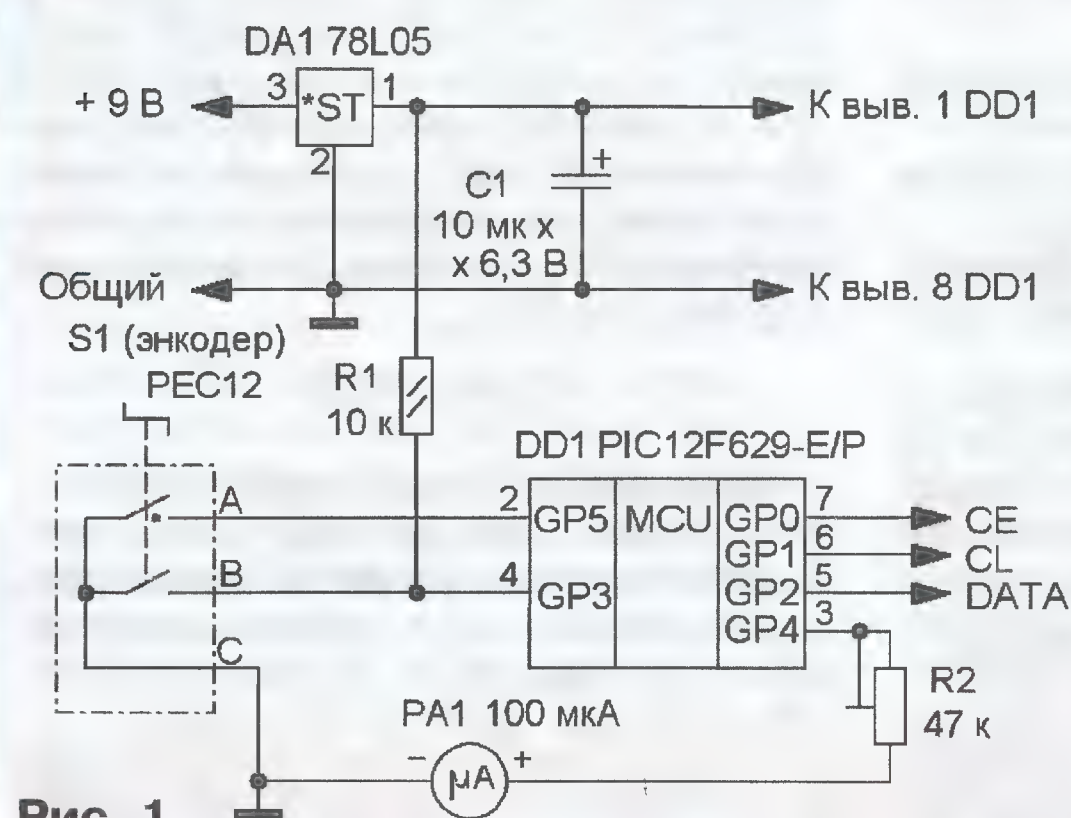 DA1 78L05
+ 9 В
3
*ST
1
К выв. 1 DD1
2
+
C1
10 мк x
x 6,3 В
Общий
К выв. 8 DD1
S1 (энкодер)
PEC12
R1
10 к
DD1 PIC12F629-E/P
A
2
GP5
MCU
GP0
7
CE
GP1
6
CL
B
4
GP3
GP2
5
DATA
GP4
3
C
R2
47 к
PA1 100 мкА
−
µA
+
Рис. 1